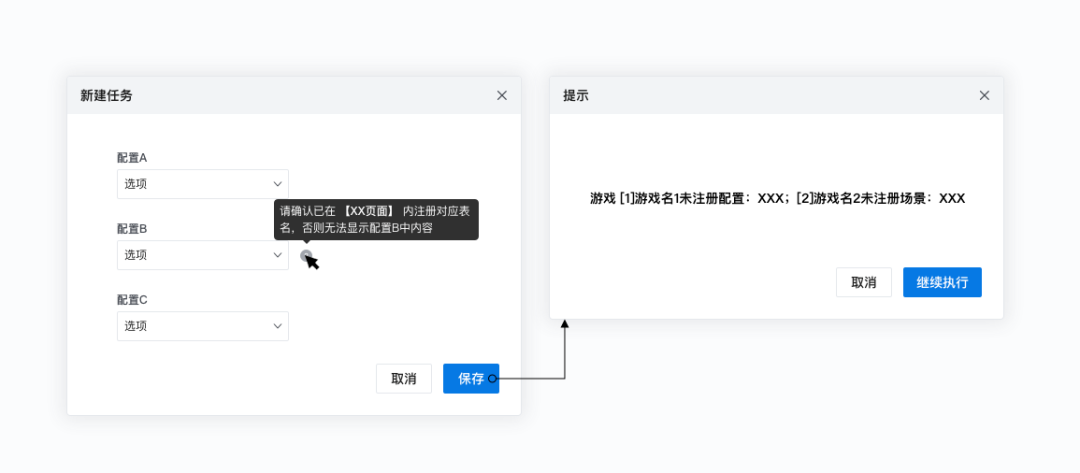 新建任务
配置A
选项
请确认已在 【XX页面】 内注册对应表
名，否则无法显示配置B中内容
配置B
选项
配置C
选项
取消
保存
提示
游戏 [1]游戏名1未注册配置：XXX；[2]游戏名2未注册场景：XXX
取消
继续执行